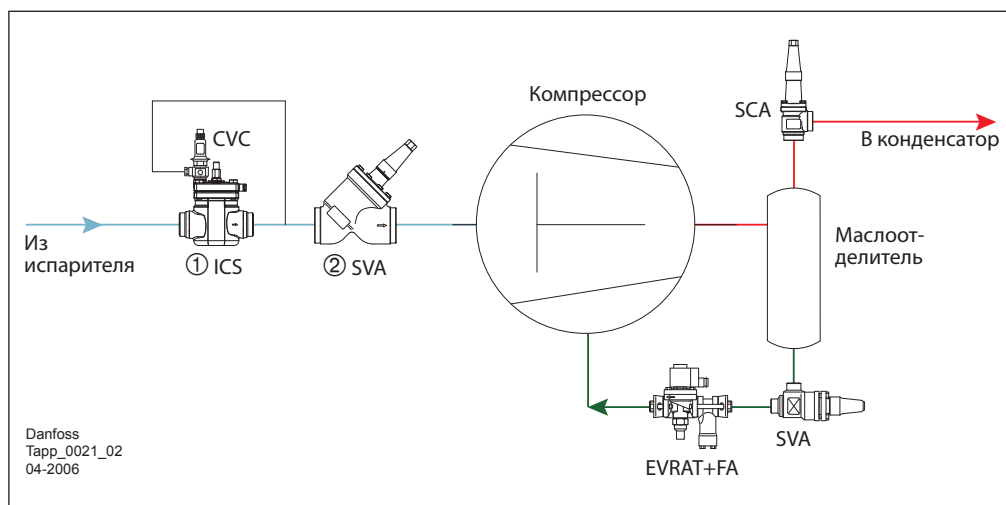 Компрессор
SCA
В конденсатор
CVC
Из
испарителя
① ICS
② SVA
Маслоот-
делитель
SVA
EVRAT+FA
Danfoss
Tapp_0021_02
04-2006